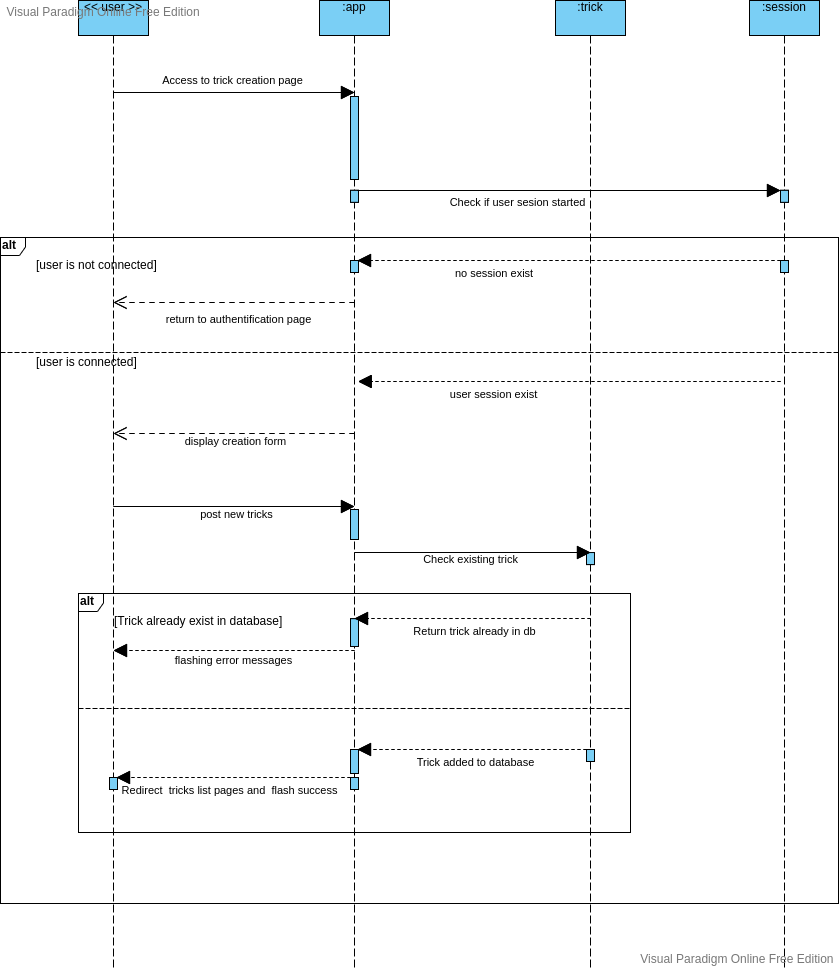 Visual Paradigm Online Free Edition
<< user >>
:app
:trick
:session
Access to trick creation page
Check if user sesion started
alt
[user is not connected]
no session exist
return to authentification page
[user is connected]
user session exist
display creation form
post new tricks
Check existing trick
alt
[Trick already exist in database]
Return trick already in db
flashing error messages
Trick added to database
Redirect tricks list pages and flash success
Visual Paradigm Online Free Edition